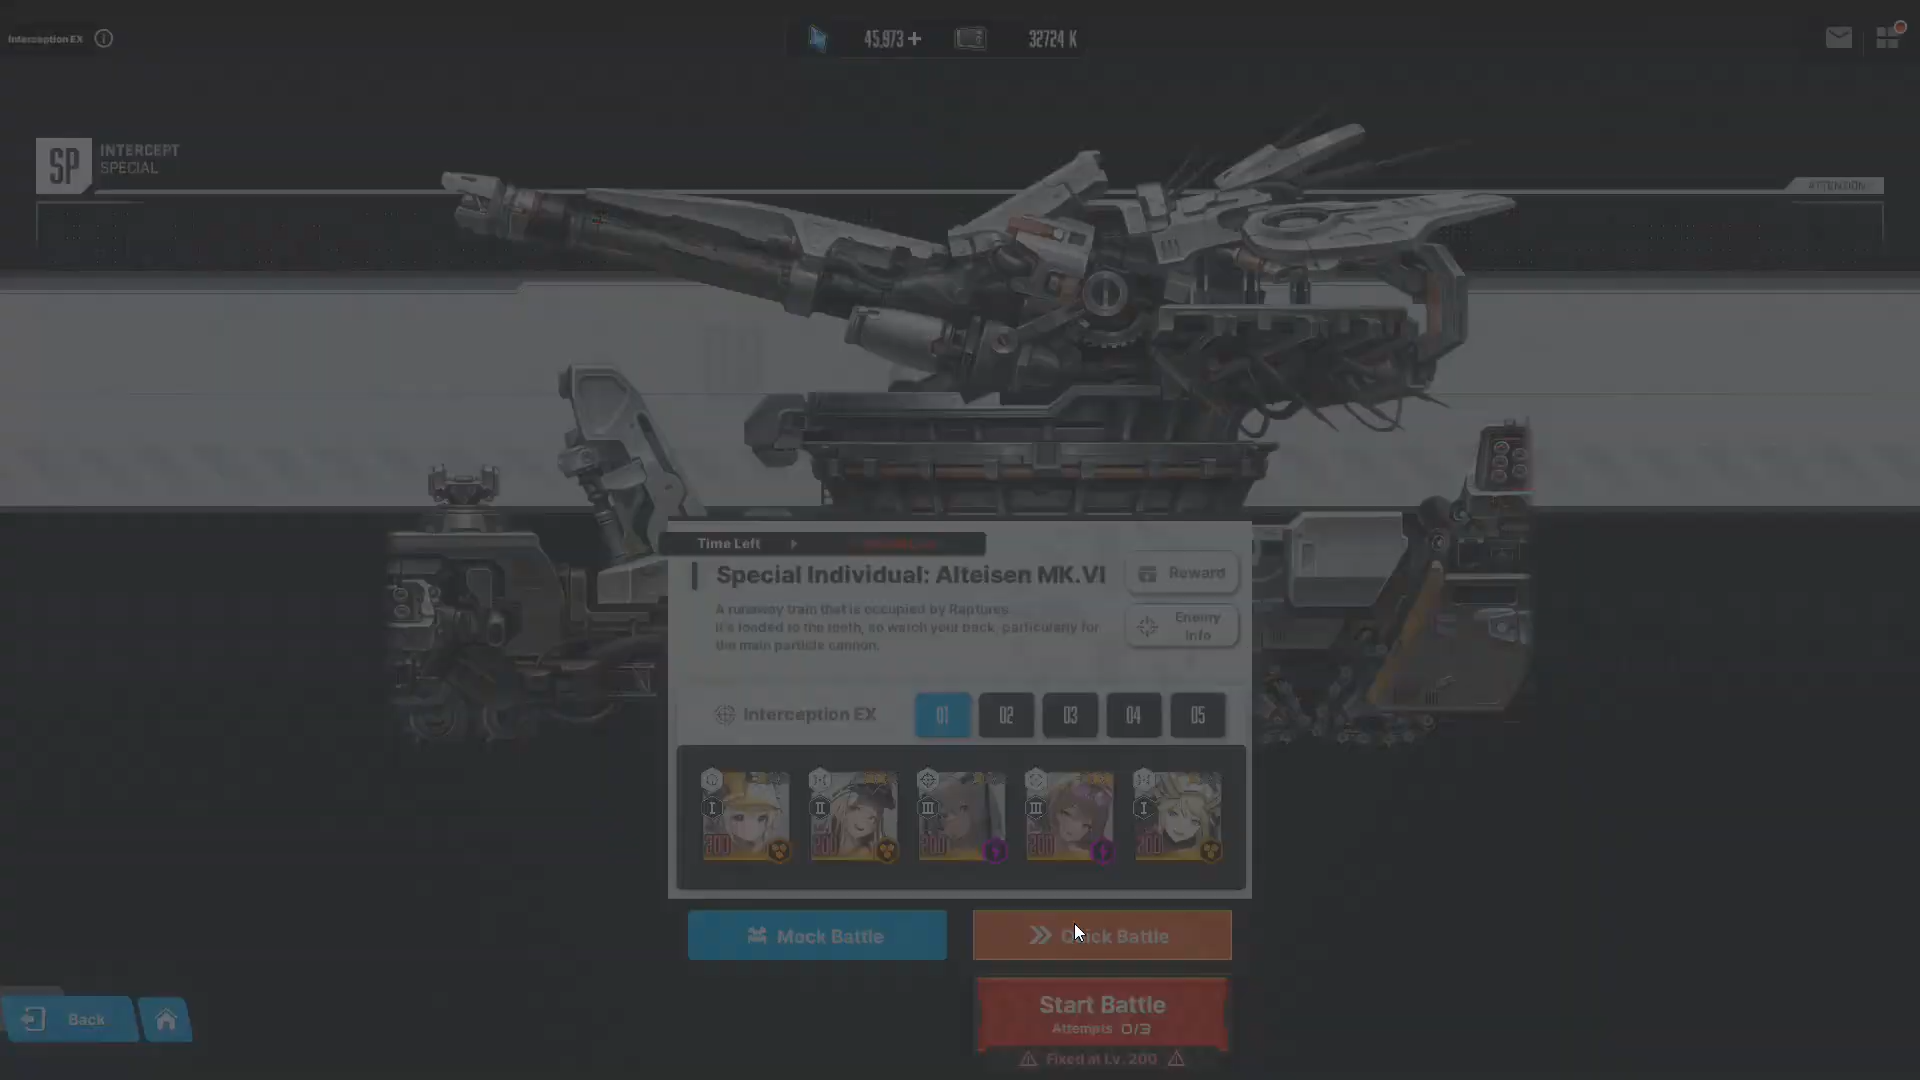 Interception EX
45,973 +
32724 K
SP
INTERCEPT
SPECIAL
ATTENTION
Time Left
Special Individual: Alteisen MK.VI
Reward
A runaway train that is occupied by Raptures.
It's loaded to the teeth, so watch your back, particularly for
the main particle cannon.
Enemy
Info
Interception EX
01
02
03
04
05
I
II
III
III
I
200
200
200
200
200
Mock Battle
Quick Battle
Start Battle
Attempts 0/3
Fixed at Lv. 200
Back